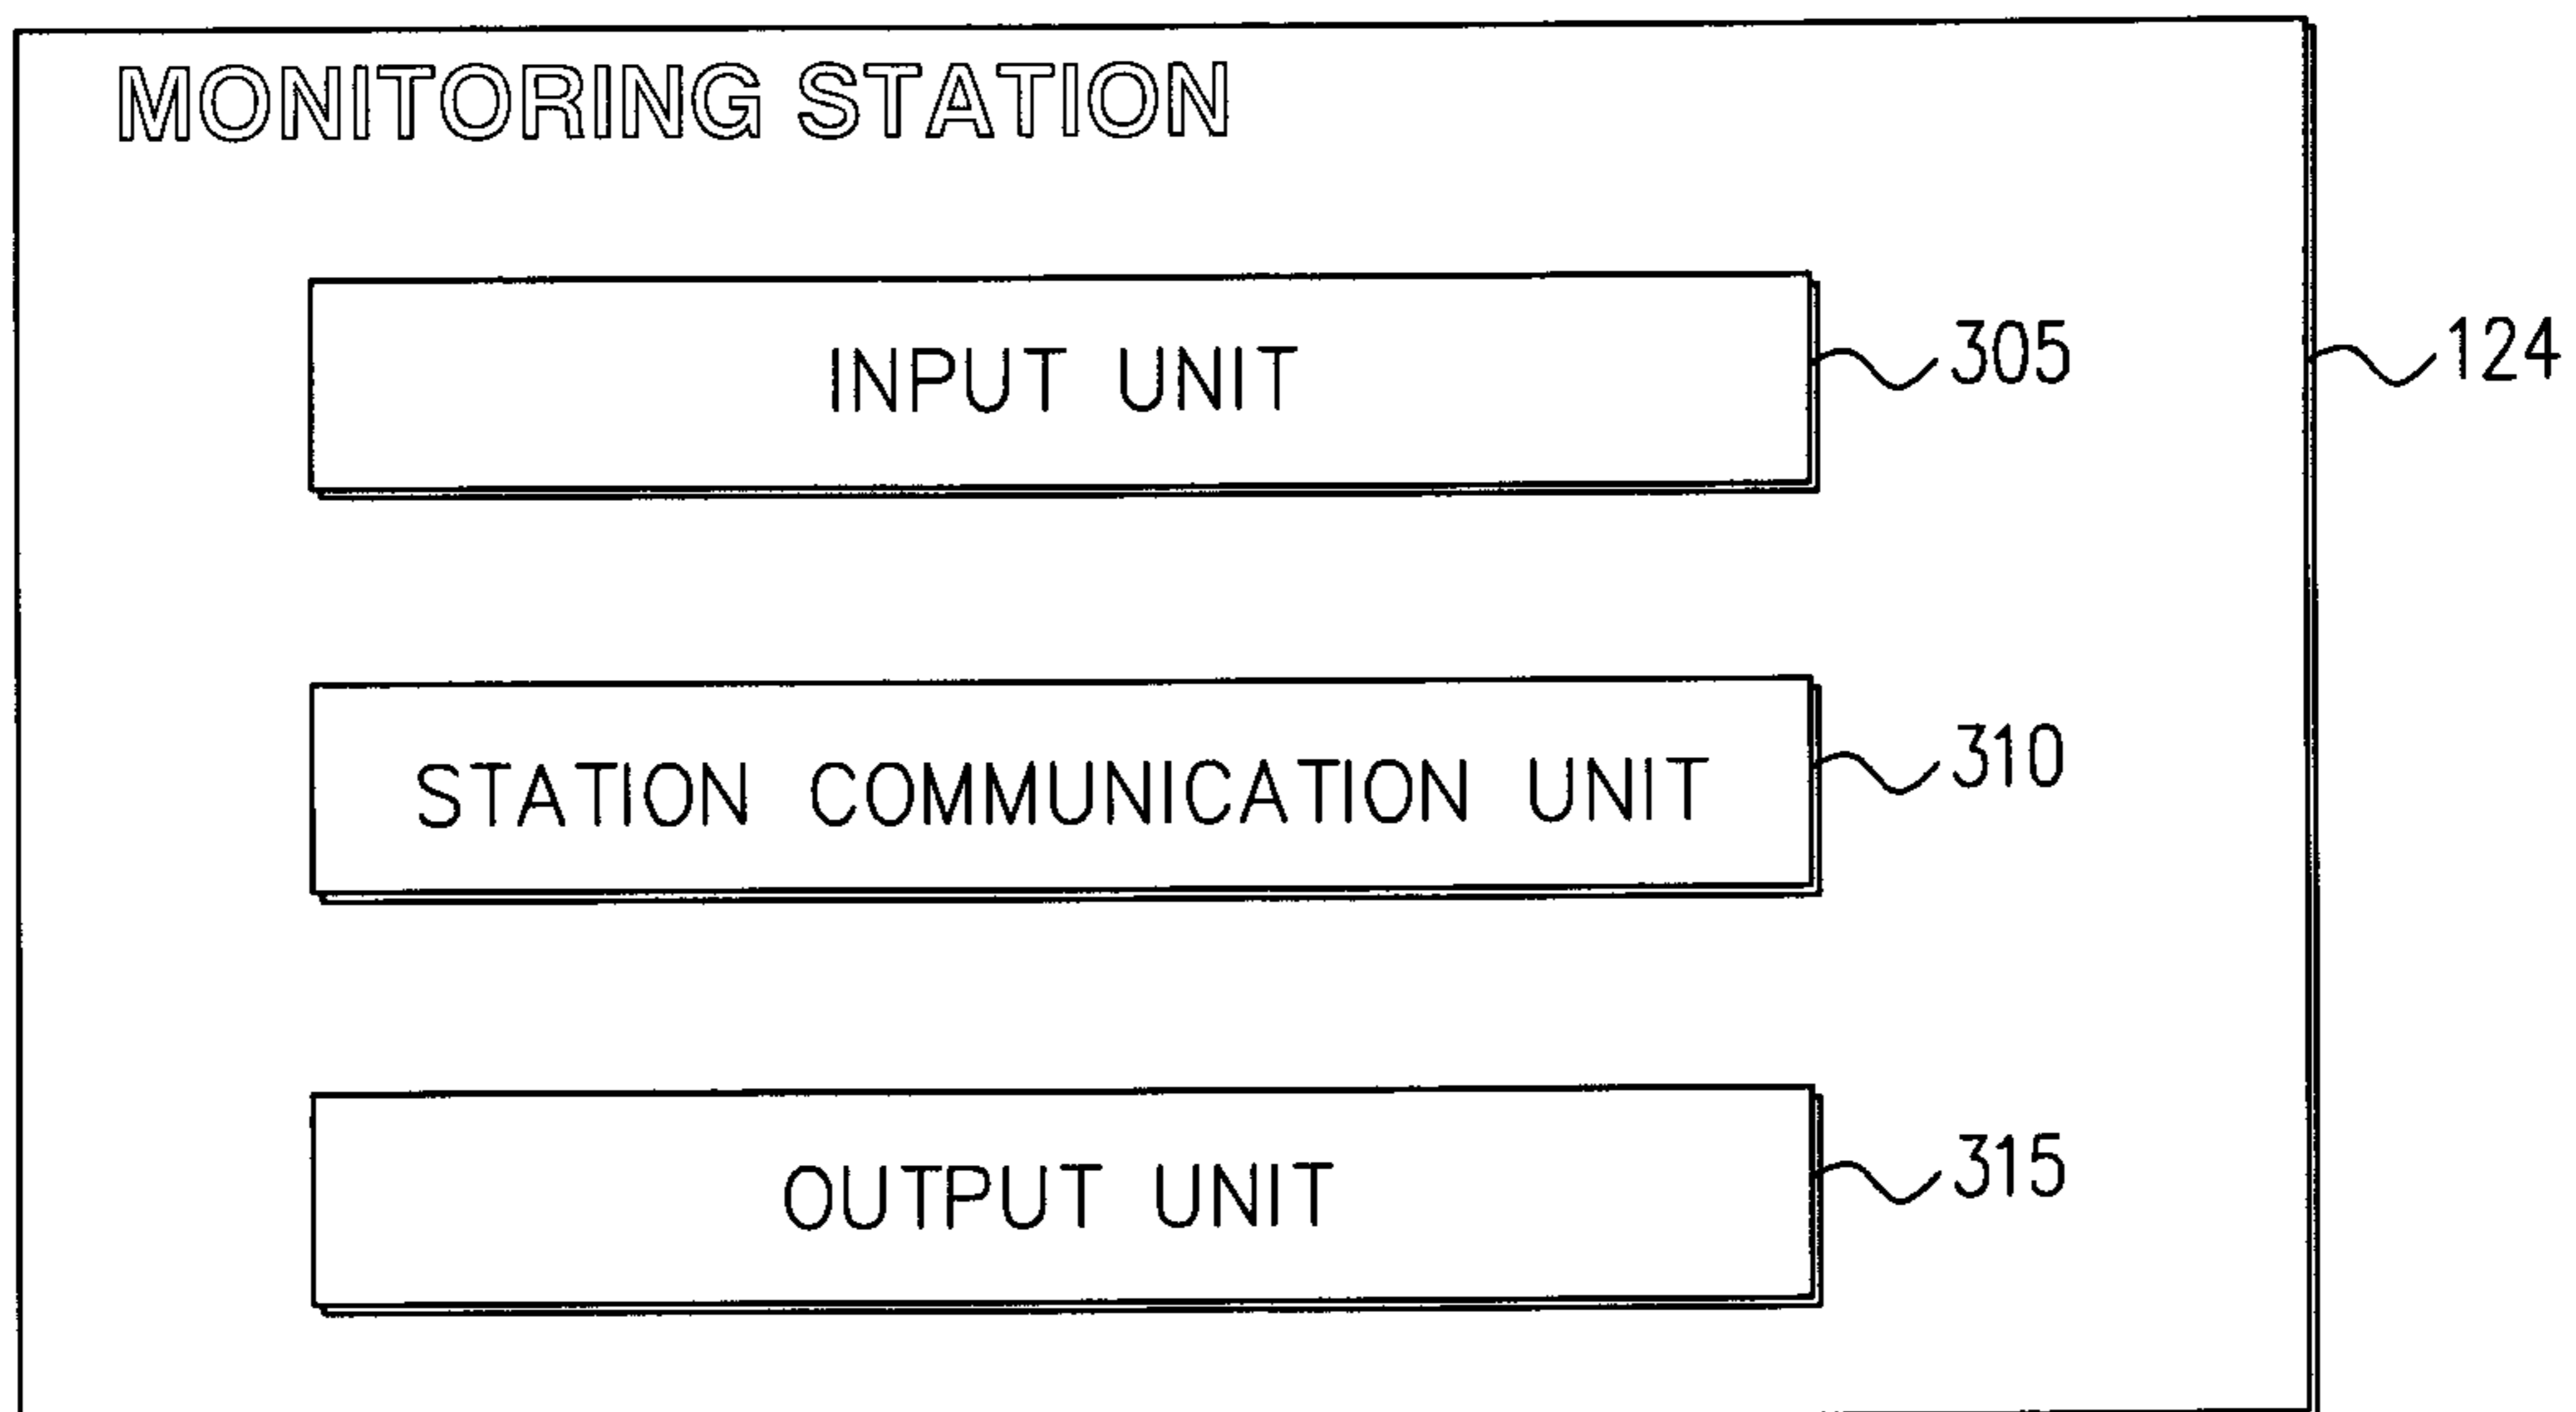 MONITORING STATION
INPUT UNIT
305
124
STATION COMMUNICATION UNIT
310
OUTPUT UNIT
315